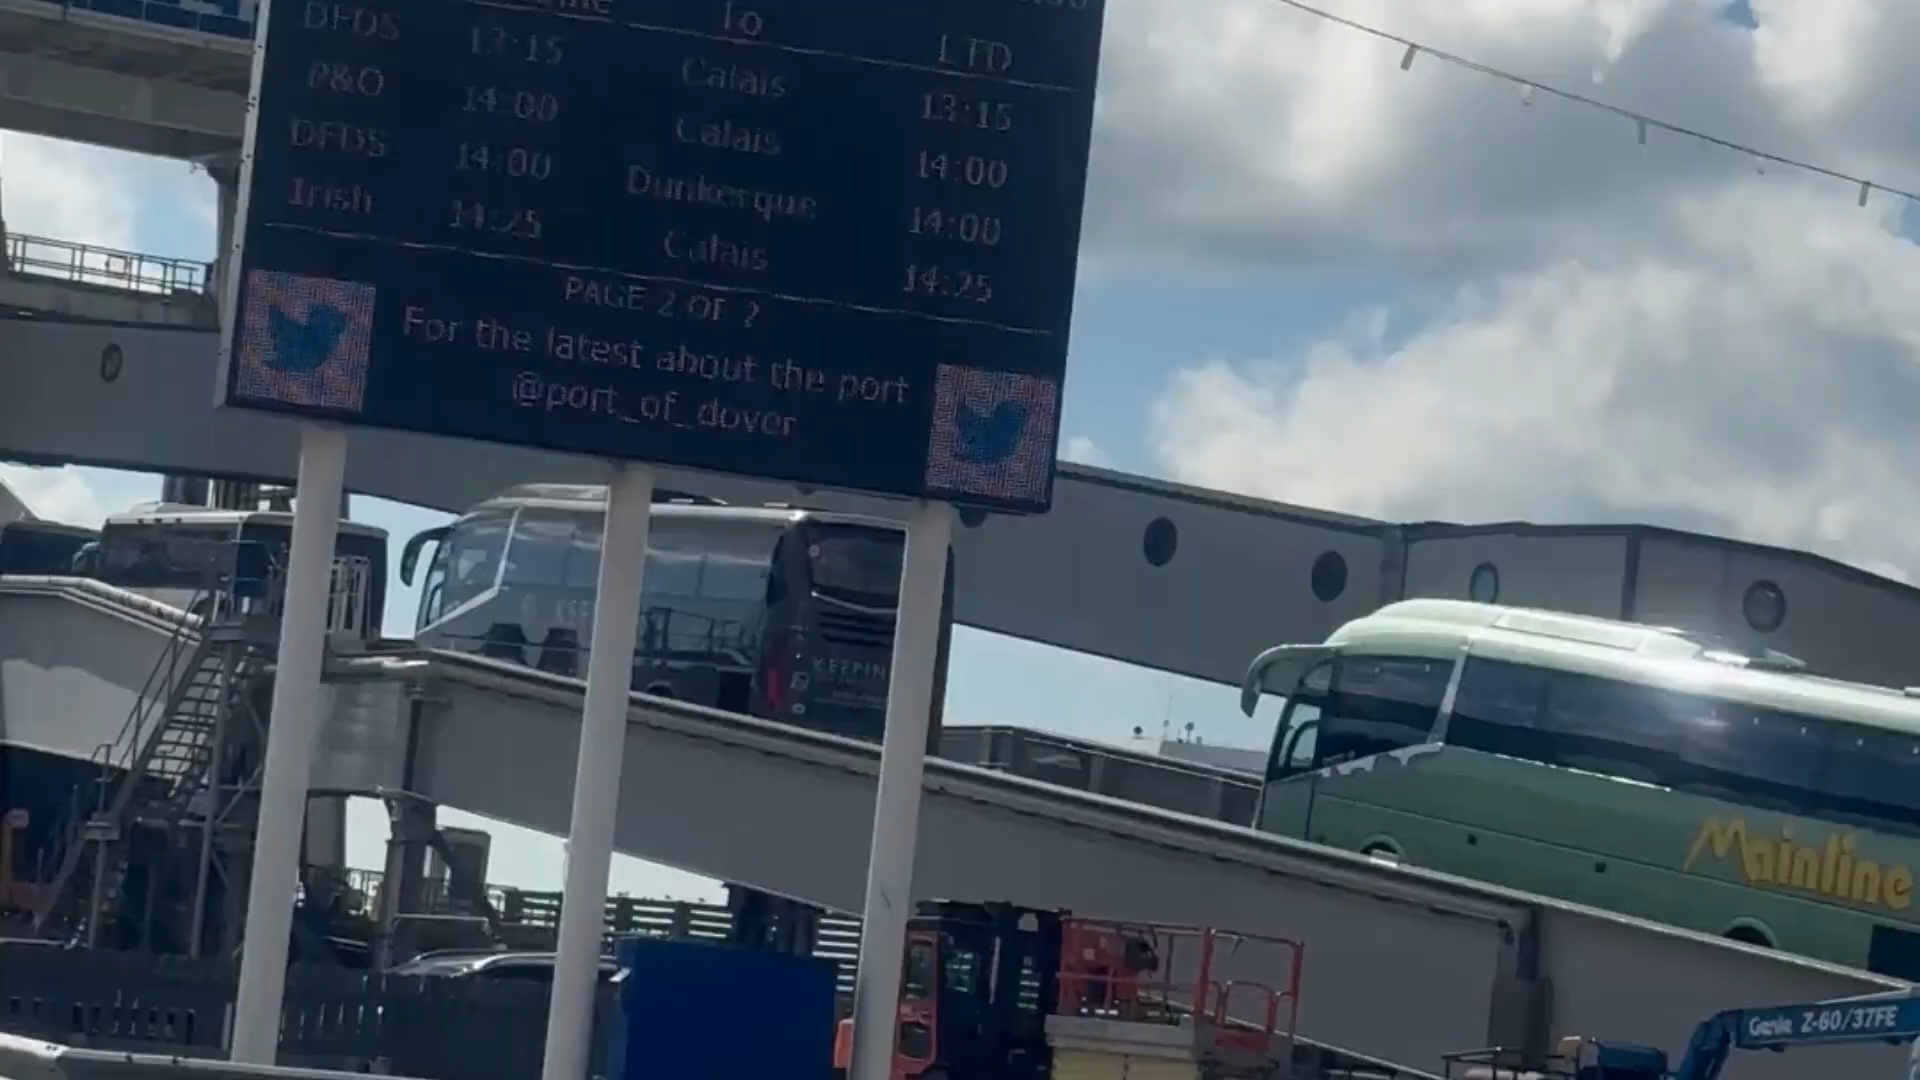 To LTD
DFDS 13:15 Calais 13:15
P&O 14:00 Calais 14:00
DFDS 14:00 Dunkerque 14:00
Irish 14:25 Calais 14:25
PAGE 2 OF 2
For the latest about the port
@port_of_dover
KEEPIN
Mainline
Genie Z-60/37FE